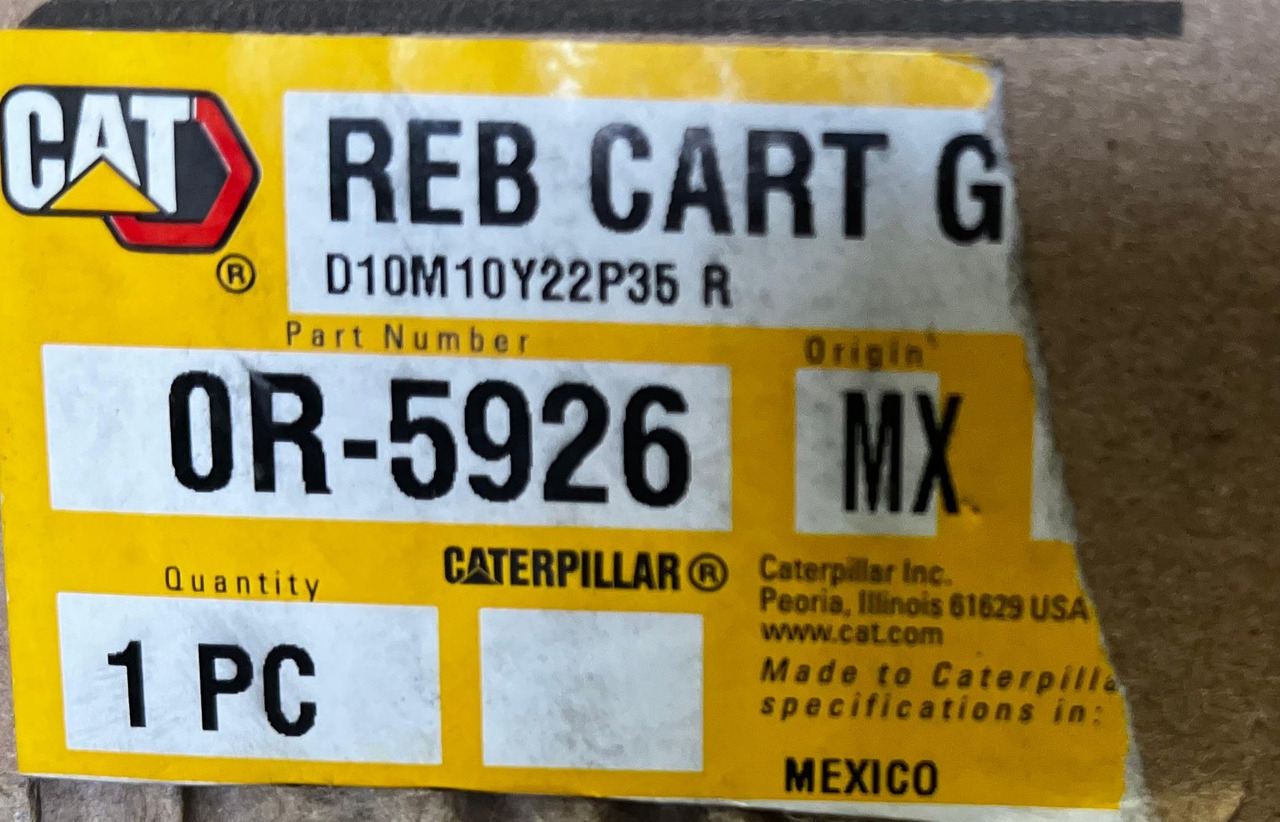 CAT
®
REB CART G
D10M10Y22P35 R
Part Number
Origin
0R-5926
MX
Quantity
CATERPILLAR®
1 PC
Caterpillar Inc.
Peoria, Illinois 61629 USA
www.cat.com
Made to Caterpilla
specifications in:
MEXICO